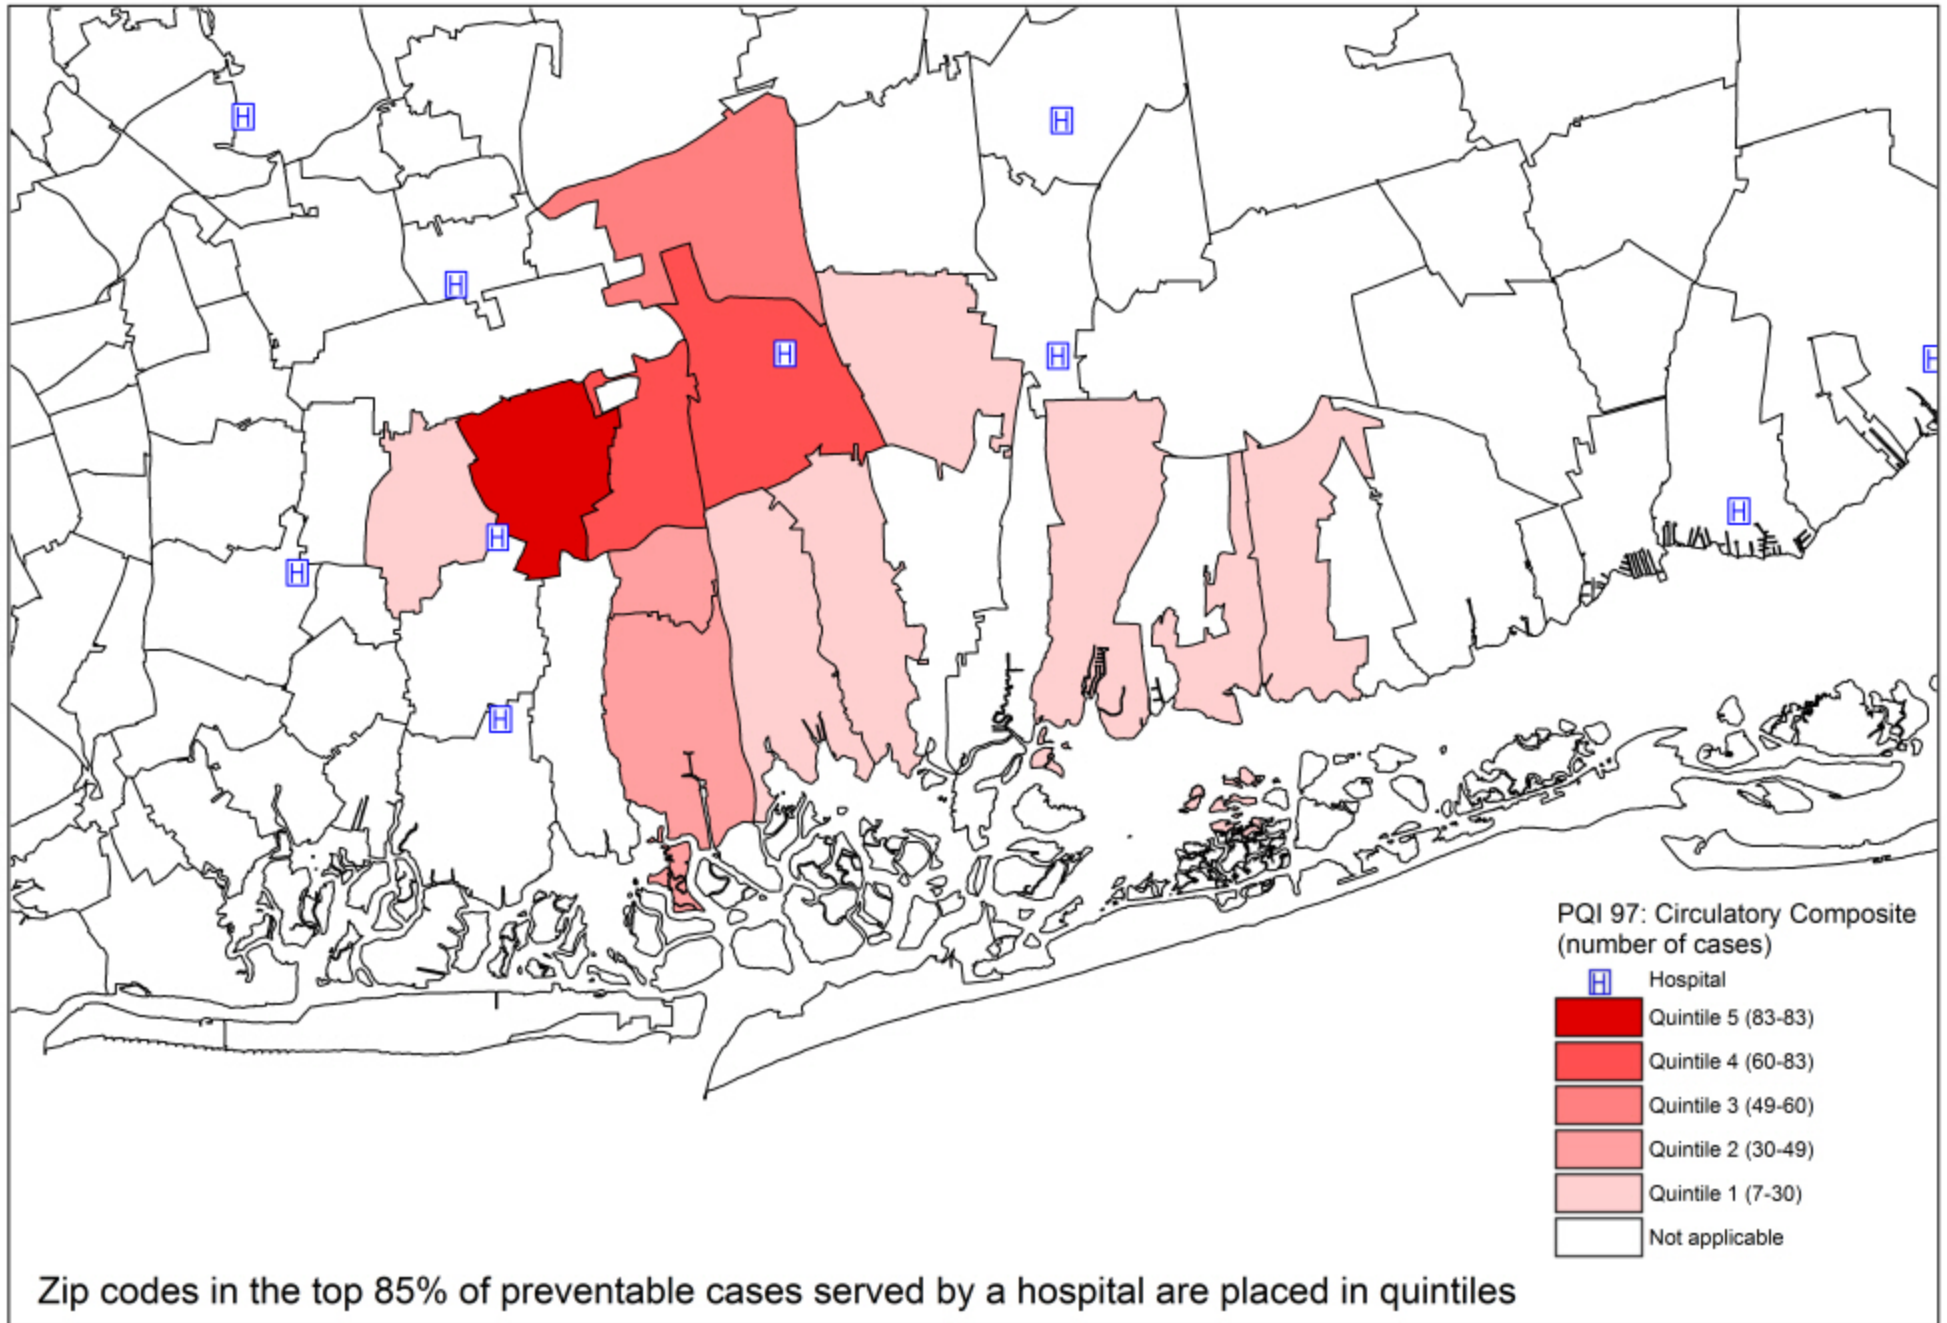 H
H
H
H
H
H
H
H
H
H
PQI 97: Circulatory Composite
(number of cases)
H Hospital
Quintile 5 (83-83)
Quintile 4 (60-83)
Quintile 3 (49-60)
Quintile 2 (30-49)
Quintile 1 (7-30)
Not applicable
Zip codes in the top 85% of preventable cases served by a hospital are placed in quintiles